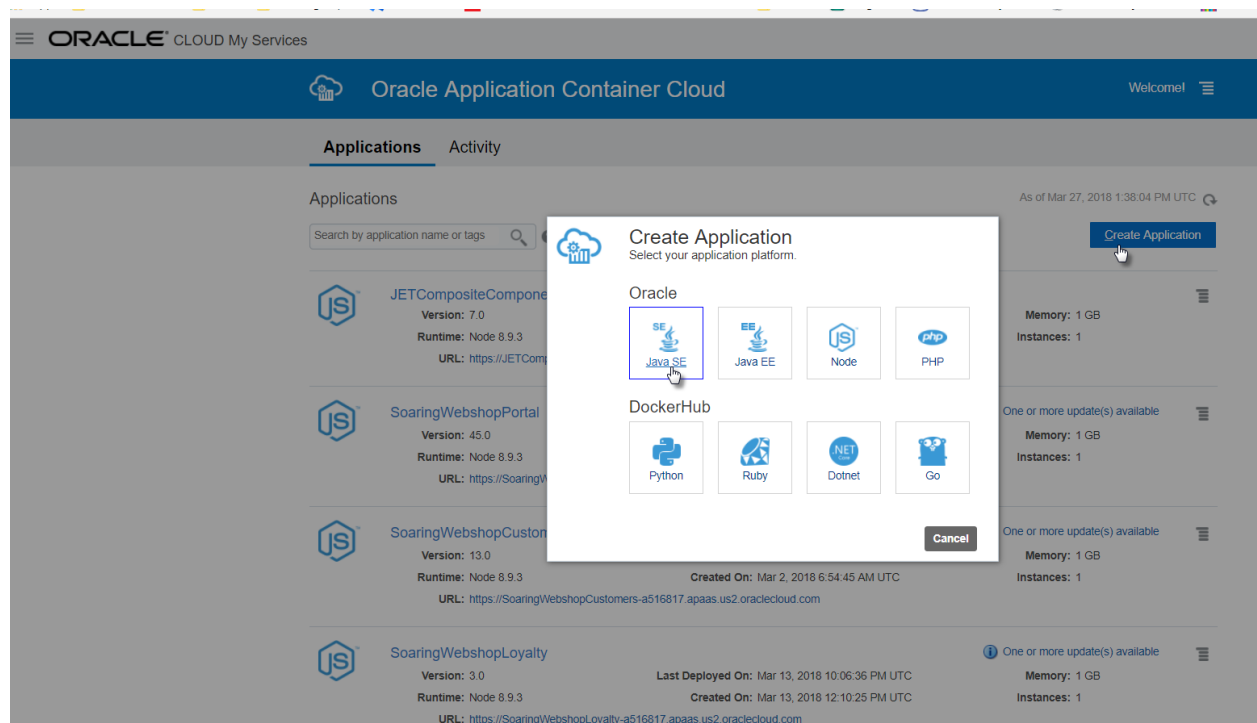 ORACLE CLOUD My Services
Oracle Application Container Cloud
Welcome!
Applications Activity
Applications
As of Mar 27, 2018 1:38:04 PM UTC
Search by application name or tags
Create Application
Create Application
Select your application platform.
Oracle
SE
Java SE
EE
Java EE
JS
Node
php
PHP
DockerHub
Python
Ruby
.NET
Core
Dotnet
Go
Cancel
JS
JETCompositeCompone
Version: 7.0
Runtime: Node 8.9.3
URL: https://JETComp
Memory: 1 GB
Instances: 1
JS
SoaringWebshopPortal
Version: 45.0
Runtime: Node 8.9.3
URL: https://SoaringW
One or more update(s) available
Memory: 1 GB
Instances: 1
JS
SoaringWebshopCustom
Version: 13.0
Runtime: Node 8.9.3
Created On: Mar 2, 2018 6:54:45 AM UTC
URL: https://SoaringWebshopCustomers-a516817.apaas.us2.oraclecloud.com
One or more update(s) available
Memory: 1 GB
Instances: 1
JS
SoaringWebshopLoyalty
Version: 3.0
Last Deployed On: Mar 13, 2018 10:06:36 PM UTC
Runtime: Node 8.9.3
Created On: Mar 13, 2018 12:10:25 PM UTC
URL: https://SoaringWebshopLoyalty-a516817.apaas.us2.oraclecloud.com
One or more update(s) available
Memory: 1 GB
Instances: 1